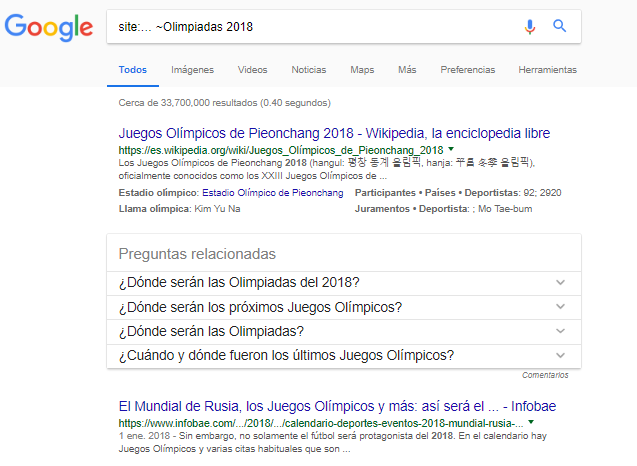 Google
site:... ~Olimpiadas 2018
Todos Imágenes Videos Noticias Maps Más Preferencias Herramientas
Cerca de 33,700,000 resultados (0.40 segundos)
Juegos Olímpicos de Pieonchang 2018 - Wikipedia, la enciclopedia libre
https://es.wikipedia.org/wiki/Juegos_Olímpicos_de_Pieonchang_2018
Los Juegos Olímpicos de Pieonchang 2018 (hangul: 평창 동계 올림픽, hanja: 平昌 冬季 올림픽),
oficialmente conocidos como los XXIII Juegos Olímpicos de ...
Estadio olímpico: Estadio Olímpico de Pieonchang Participantes • Países • Deportistas: 92; 2920
Llama olímpica: Kim Yu Na Juramentos • Deportista: ; Mo Tae-bum
Preguntas relacionadas
¿Dónde serán las Olimpiadas del 2018?
¿Dónde serán los próximos Juegos Olímpicos?
¿Dónde serán las Olimpiadas?
¿Cuándo y dónde fueron los últimos Juegos Olímpicos?
Comentarios
El Mundial de Rusia, los Juegos Olímpicos y más: así será el ... - Infobae
https://www.infobae.com/.../2018/.../calendario-deportes-eventos-2018-mundial-rusia-...
1 ene. 2018 - Sin embargo, no solamente el fútbol será protagonista del 2018. En el calendario hay
Juegos Olímpicos y varias citas habituales que son ...